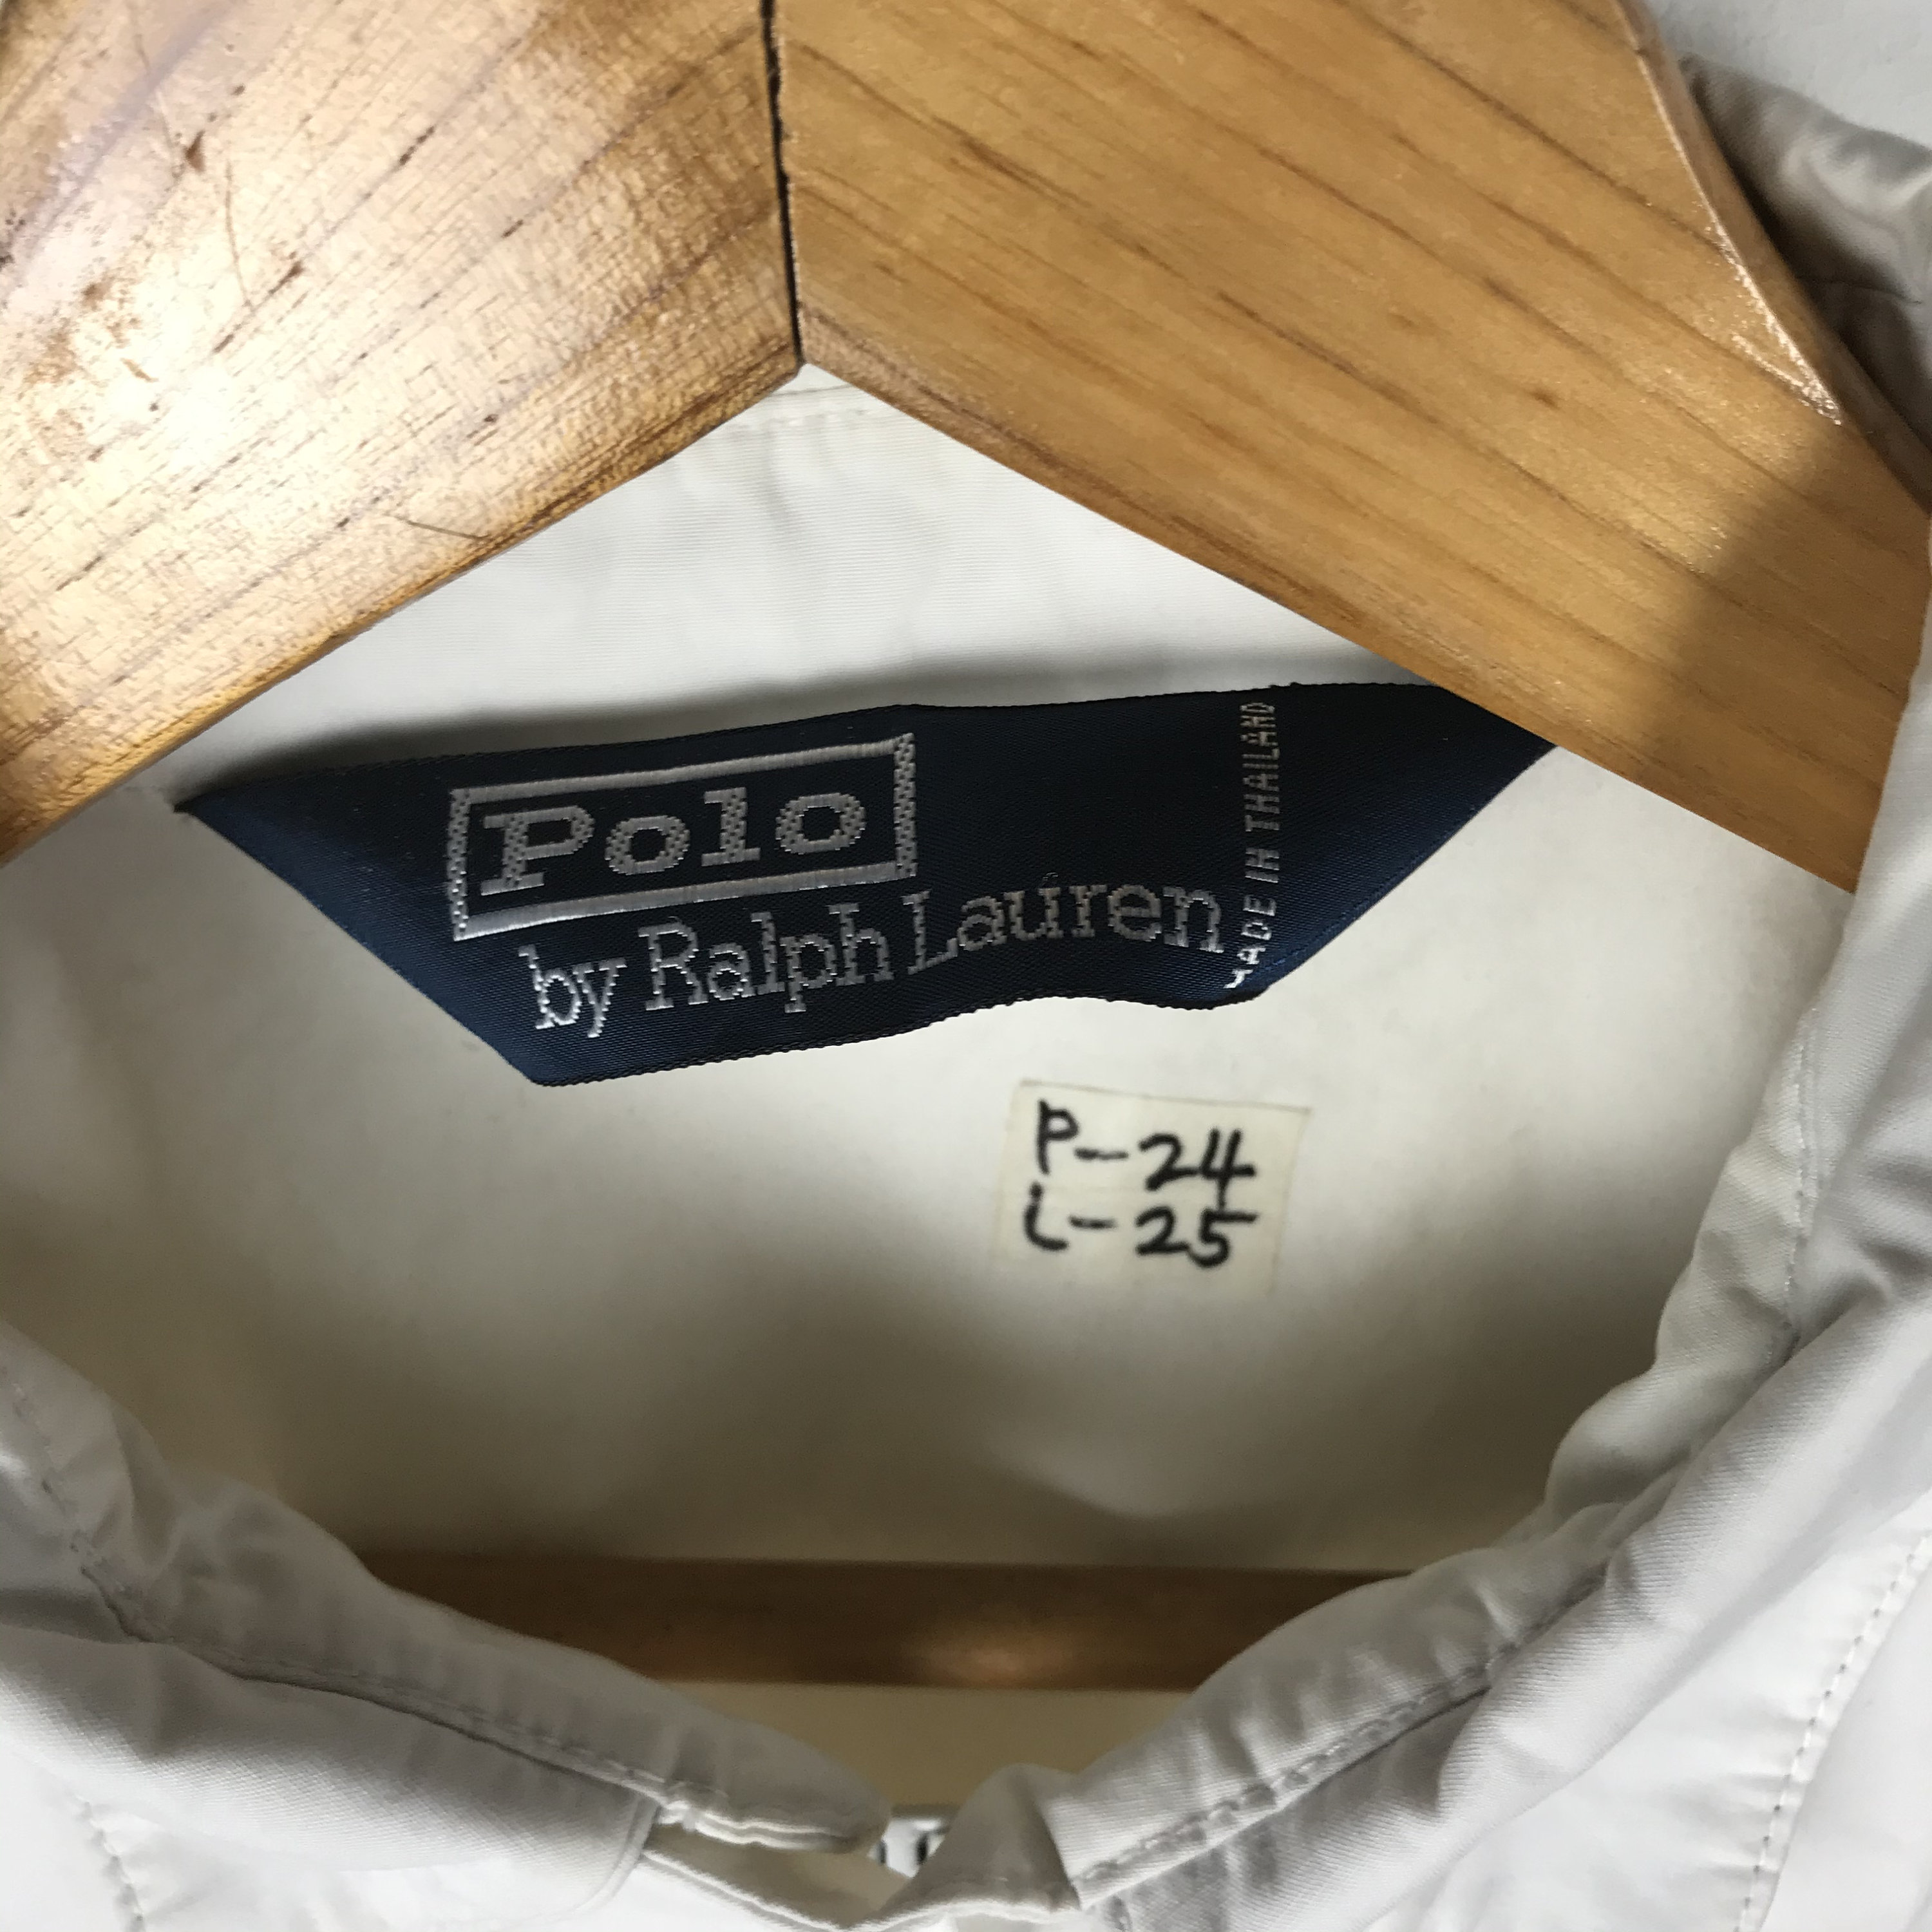 Polo
by Ralph Lauren
MADE IN THAILAND
P-24
L-25